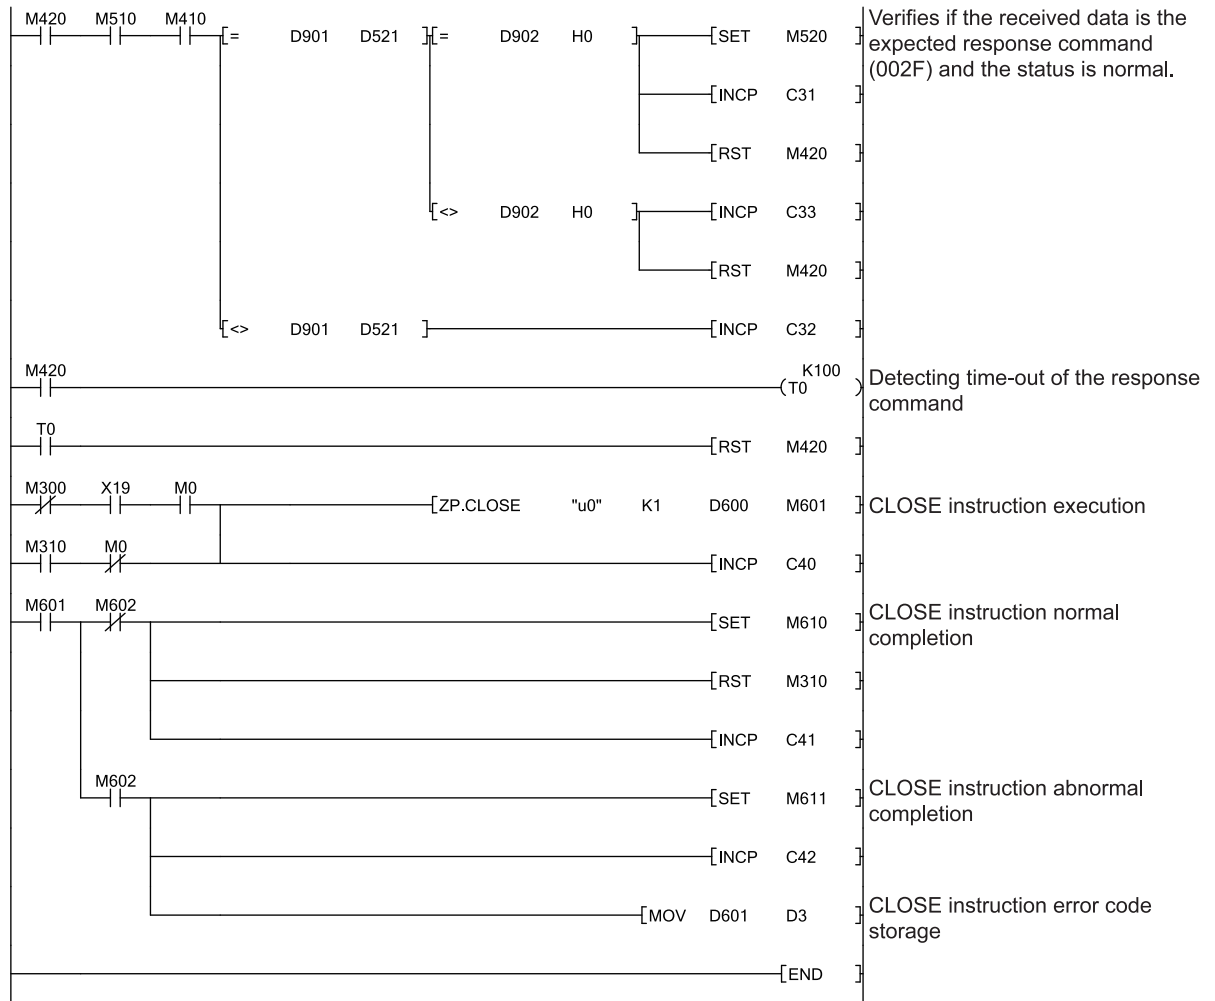 M420 M510 M410
[= D901 D521 ] [= D902 H0 ] [SET M520 ]
Verifies if the received data is the
expected response command
(002F) and the status is normal.
[INCP C31 ]
[RST M420 ]
[<> D902 H0 ] [INCP C33 ]
[RST M420 ]
[<> D901 D521 ] [INCP C32 ]
M420 K100
(T0 )
Detecting time-out of the response
command
T0
[RST M420 ]
M300 X19 M0
[ZP.CLOSE "u0" K1 D600 M601 ]
CLOSE instruction execution
M310 M0
[INCP C40 ]
M601 M602
[SET M610 ]
CLOSE instruction normal
completion
[RST M310 ]
[INCP C41 ]
M602
[SET M611 ]
CLOSE instruction abnormal
completion
[INCP C42 ]
[MOV D601 D3 ]
CLOSE instruction error code
storage
[END ]